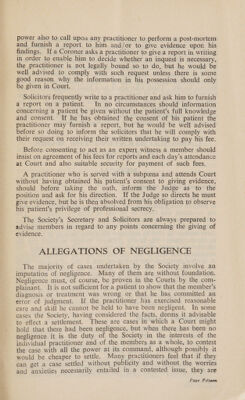 power also to call upon any practitioner to perform a post-mortem
and furnish a report to him and/or to give evidence upon his
findings. If a Coroner asks a practitioner to give a report in writing
in order to enable him to decide whether an inquest is necessary,
the practitioner is not legally bound so to do, but he would be
well advised to comply with such request unless there is some
good reason why the information in his possession should only
be given in Court.
Solicitors frequently write to a practitioner and ask him to furnish
a report on a patient. In no circumstances should information
concerning a patient be given without the patient's full knowledge
and consent. If he has obtained the consent of his patient the
practitioner may furnish a report, but he would be well advised
before so doing to inform the solicitors that he will comply with
their request on receiving their written undertaking to pay his fee.
Before consenting to act as an expert witness a member should
insist on agreement of his fees for reports and each day's attendance
at Court and also suitable security for payment of such fees.
A practitioner who is served with a subpœna and attends Court
without having obtained his patient's consent to giving evidence,
should before taking the oath, inform the Judge as to the
position and ask for his direction. If the Judge so directs he must
give evidence, but he is then absolved from his obligation to observe
his patient's privilege of professional secrecy.
The Society's Secretary and Solicitors are always prepared to
advise members in regard to any points concerning the giving of
evidence.
ALLEGATIONS OF NEGLIGENCE
The majority of cases undertaken by the Society involve an
imputation of negligence. Many of them are without foundation.
Negligence must, of course, be proven in the Courts by the com-
plainant. It is not sufficient for a patient to show that the member's
diagnosis or treatment was wrong or that he has committed an
error of judgment. If the practitioner has exercised reasonable
care and skill he cannot be held to have been negligent. In some
cases the Society, having considered the facts, deems it advisable
to effect a settlement. These are cases in which a Court might
hold that there had been negligence, but when there has been no
negligence it is the duty of the Society in the interests of the
individual practitioner and of the members as a whole, to contest
the case with all the power at its command, although possibly it
would be cheaper to settle. Many practitioners feel that if they
can get a case settled without publicity and without the worries
and anxieties necessarily entailed in a contested issue, they are
Page Fifteen